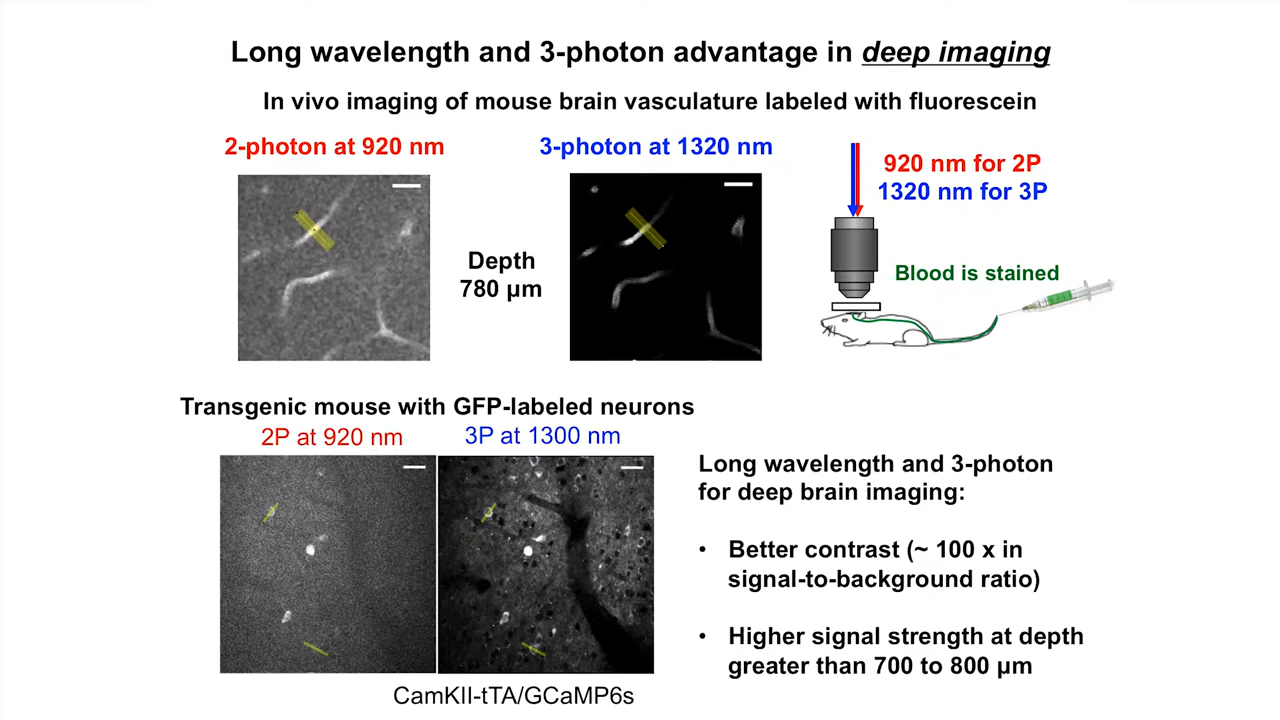 Long wavelength and 3-photon advantage in deep imaging
In vivo imaging of mouse brain vasculature labeled with fluorescein
2-photon at 920 nm
3-photon at 1320 nm
920 nm for 2P
1320 nm for 3P
Depth
780 µm
Blood is stained
Transgenic mouse with GFP-labeled neurons
2P at 920 nm
3P at 1300 nm
CamKII-tTA/GCaMP6s
Long wavelength and 3-photon
for deep brain imaging:
• Better contrast (~ 100 x in
signal-to-background ratio)
• Higher signal strength at depth
greater than 700 to 800 µm